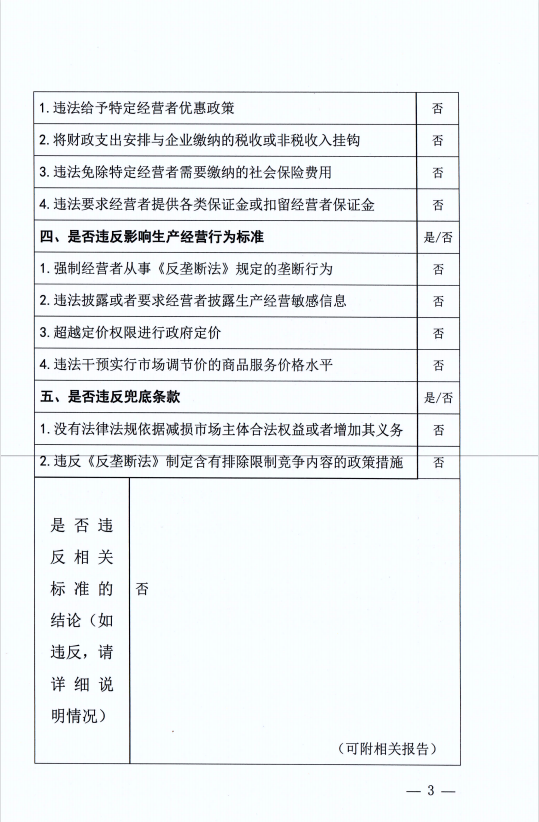 1.违法给予特定经营者优惠政策 否
2.将财政支出安排与企业缴纳的税收或非税收入挂钩 否
3.违法免除特定经营者需要缴纳的社会保险费用 否
4.违法要求经营者提供各类保证金或扣留经营者保证金 否
四、是否违反影响生产经营行为标准 是/否
1.强制经营者从事《反垄断法》规定的垄断行为 否
2.违法披露或者要求经营者披露生产经营敏感信息 否
3.超越定价权限进行政府定价 否
4.违法干预实行市场调节价的商品服务价格水平 否
五、是否违反兜底条款 是/否
1.没有法律法规依据减损市场主体合法权益或者增加其义务 否
2.违反《反垄断法》制定含有排除限制竞争内容的政策措施 否
是否违
反相关
标准的
结论（如
违反，请
详细说
明情况）
否
（可附相关报告）
— 3 —